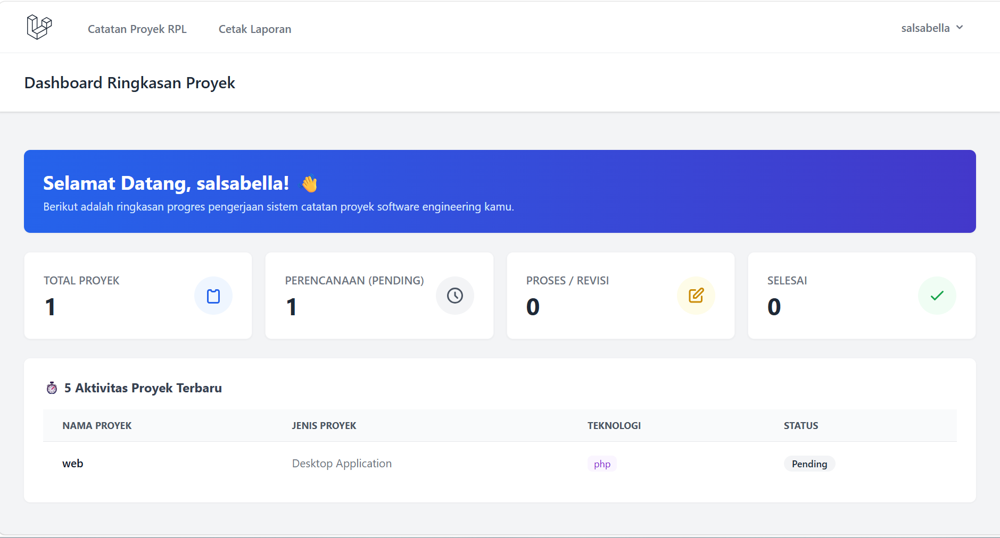 Catatan Proyek RPL Cetak Laporan salsabella
Dashboard Ringkasan Proyek
Selamat Datang, salsabella! 👋
Berikut adalah ringkasan progres pengerjaan sistem catatan proyek software engineering kamu.
TOTAL PROYEK
1
PERENCANAAN (PENDING)
1
PROSES / REVISI
0
SELESAI
0
⏱ 5 Aktivitas Proyek Terbaru
NAMA PROYEK JENIS PROYEK TEKNOLOGI STATUS
web Desktop Application php Pending